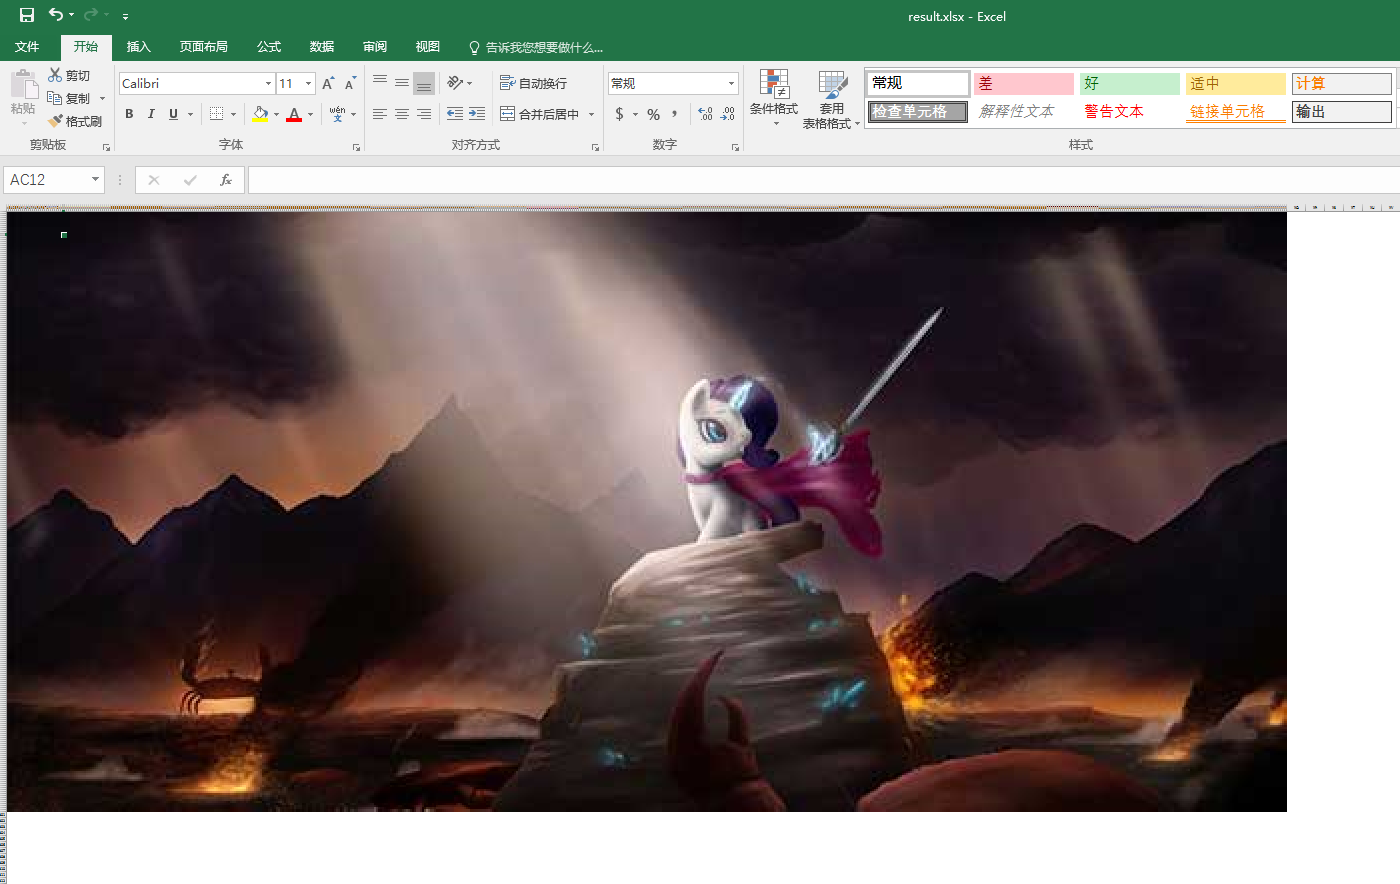 result.xlsx - Excel
文件 开始 插入 页面布局 公式 数据 审阅 视图 告诉我您想要做什么...
粘贴
剪切
复制
格式刷
剪贴板
Calibri 11 A A
B I U A wén 文
字体
自动换行
合并后居中
对齐方式
常规
$ % , .0 .00
数字
条件格式
套用
表格格式
常规 差 好 适中 计算
检查单元格 解释性文本 警告文本 链接单元格 输出
样式
AC12 fx